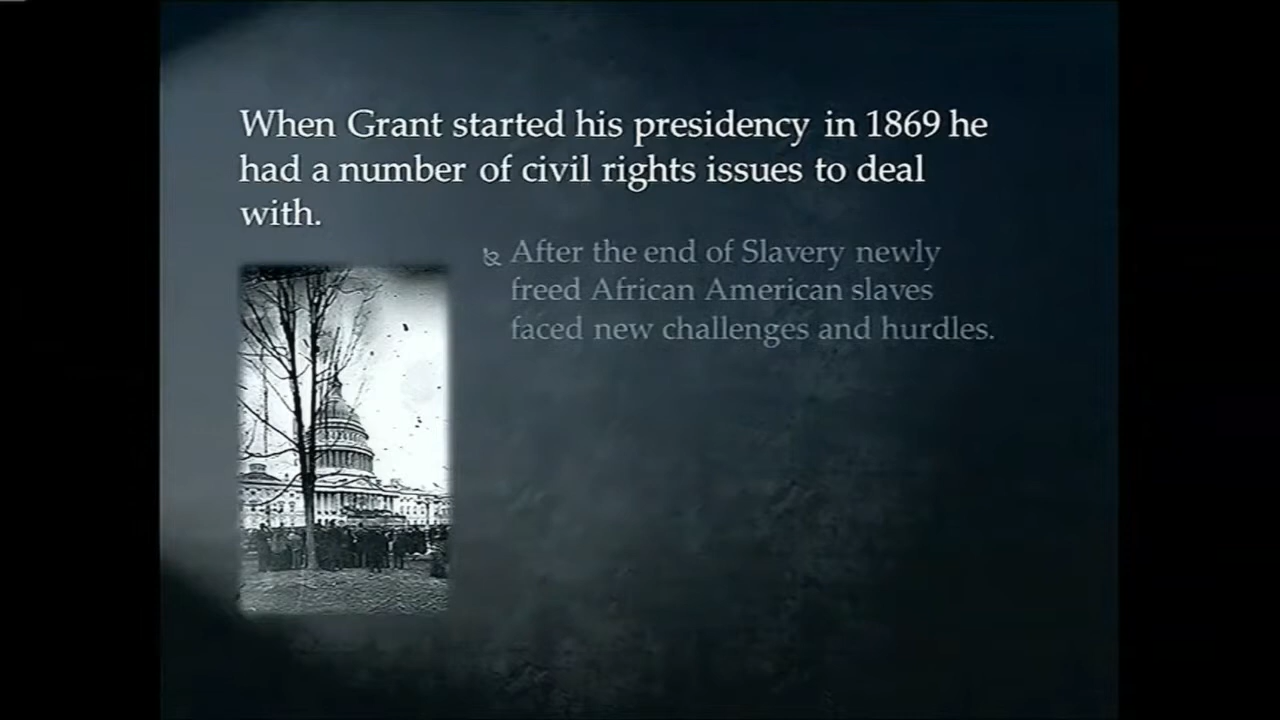 When Grant started his presidency in 1869 he
had a number of civil rights issues to deal
with.
After the end of Slavery newly
freed African American slaves
faced new challenges and hurdles.